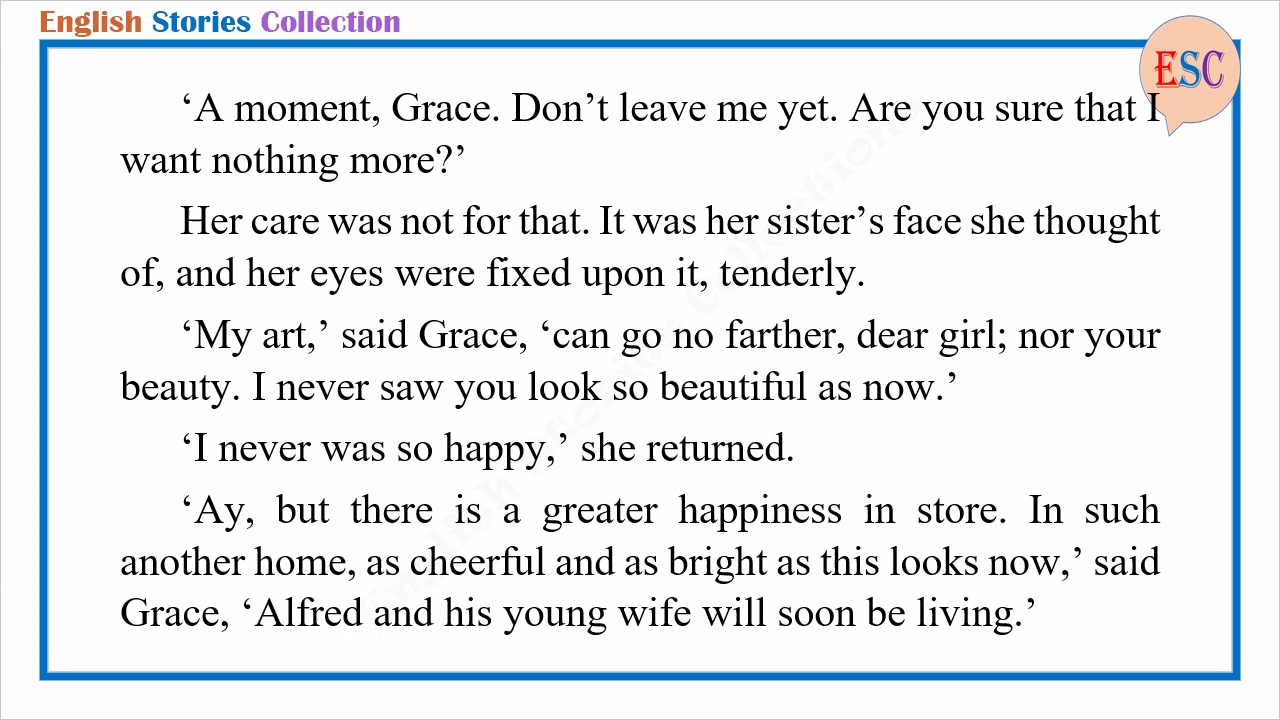 English Stories Collection
ESC
‘A moment, Grace. Don’t leave me yet. Are you sure that I
want nothing more?’
Her care was not for that. It was her sister’s face she thought
of, and her eyes were fixed upon it, tenderly.
‘My art,’ said Grace, ‘can go no farther, dear girl; nor your
beauty. I never saw you look so beautiful as now.’
‘I never was so happy,’ she returned.
‘Ay, but there is a greater happiness in store. In such
another home, as cheerful and as bright as this looks now,’ said
Grace, ‘Alfred and his young wife will soon be living.’
English Stories Collection